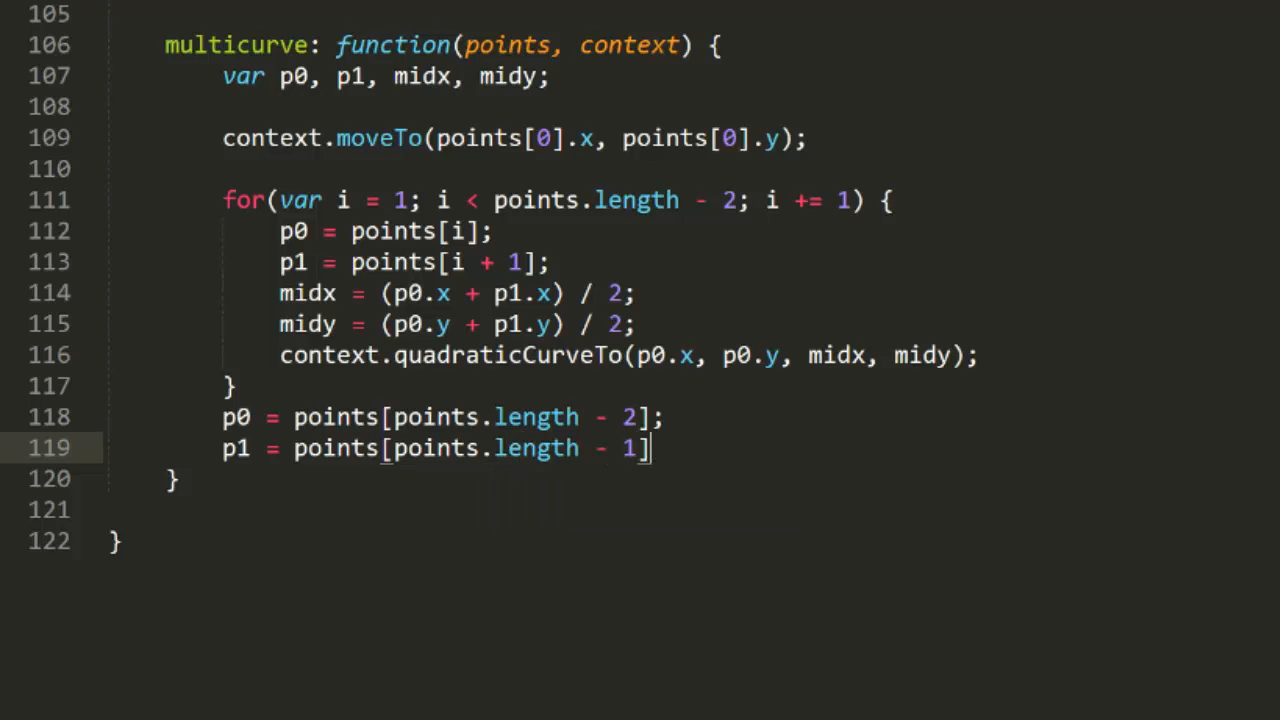 105
106 multicurve: function(points, context) {
107 var p0, p1, midx, midy;
108
109 context.moveTo(points[0].x, points[0].y);
110
111 for(var i = 1; i < points.length - 2; i += 1) {
112 p0 = points[i];
113 p1 = points[i + 1];
114 midx = (p0.x + p1.x) / 2;
115 midy = (p0.y + p1.y) / 2;
116 context.quadraticCurveTo(p0.x, p0.y, midx, midy);
117 }
118 p0 = points[points.length - 2];
119 p1 = points[points.length - 1]
120 }
121
122 }